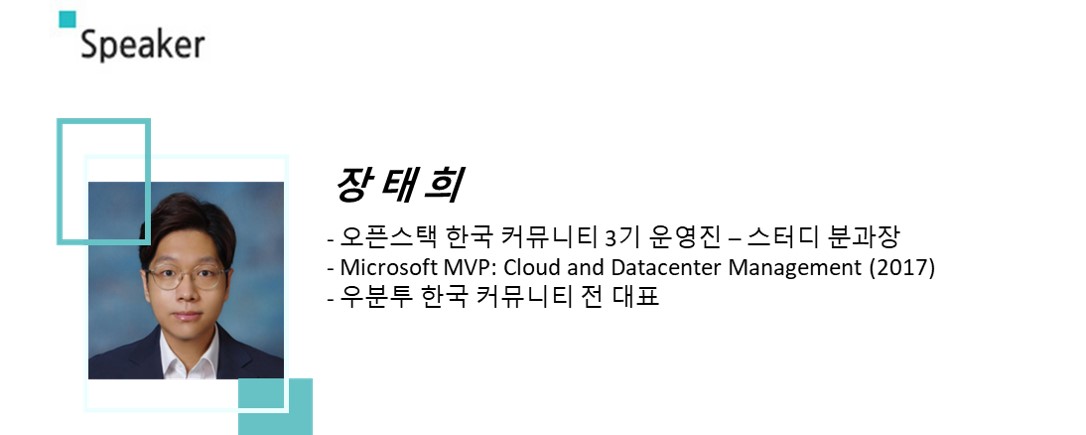 Speaker
장 태 희
- 오픈스택 한국 커뮤니티 3기 운영진 – 스터디 분과장
- Microsoft MVP: Cloud and Datacenter Management (2017)
- 우분투 한국 커뮤니티 전 대표